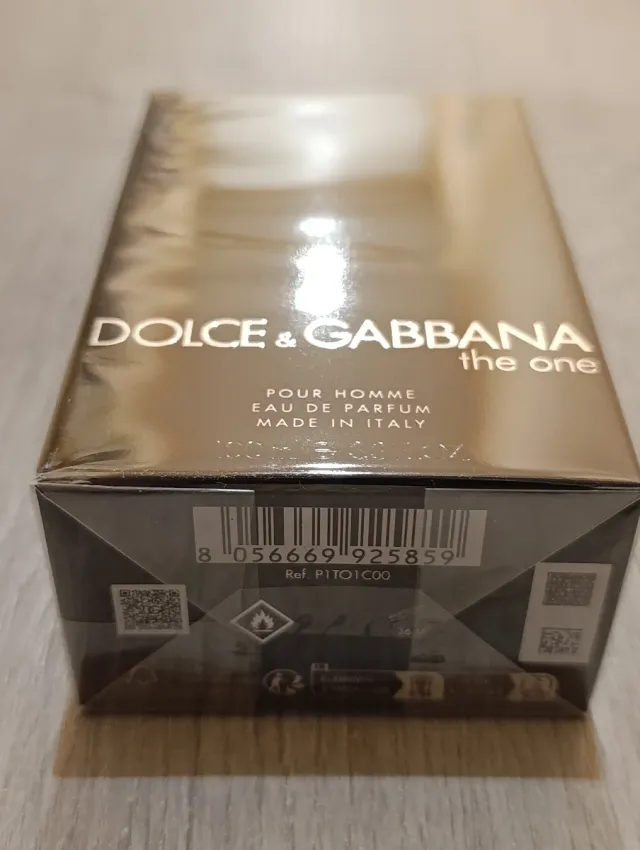 DOLCE & GABBANA
the one
POUR HOMME
EAU DE PARFUM
MADE IN ITALY
8 056669 925859
Ref. P1TO1C00